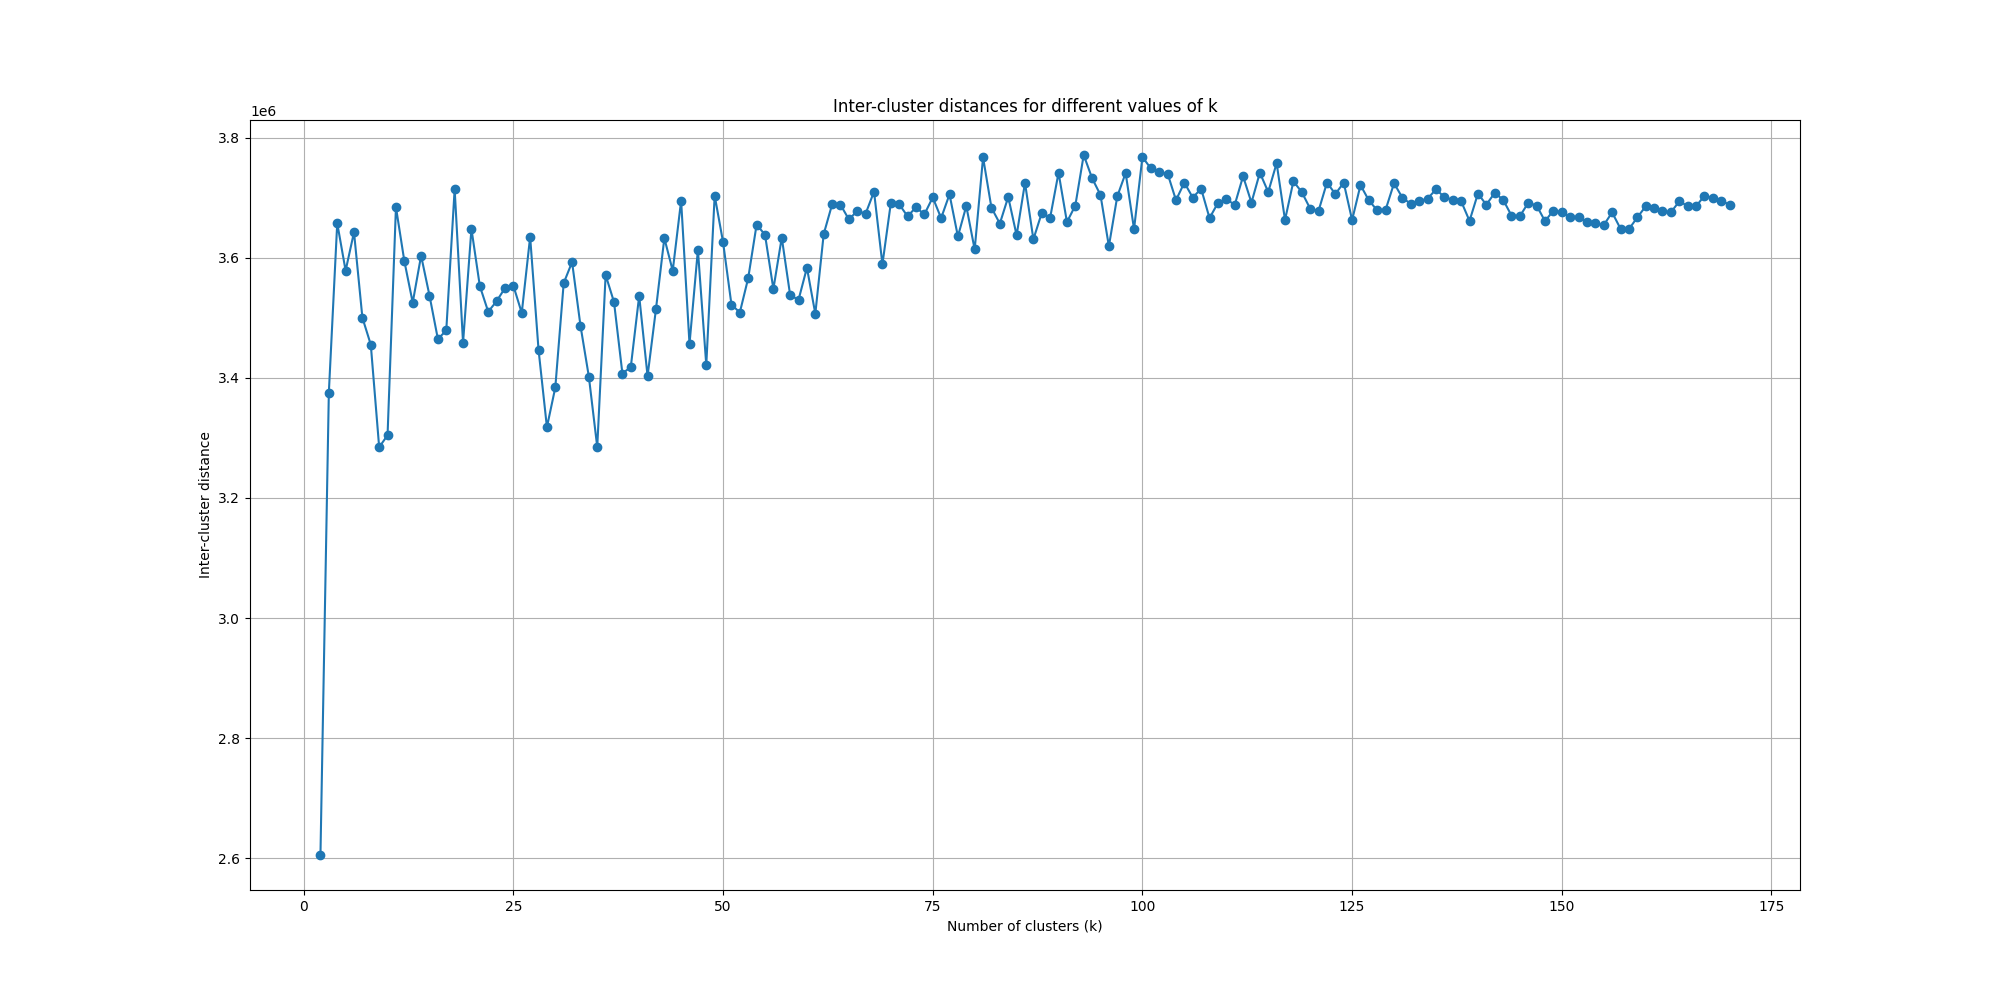 Inter-cluster distances for different values of k
1e6
3.8
3.6
3.4
3.2
3.0
2.8
2.6
Inter-cluster distance
0 25 50 75 100 125 150 175
Number of clusters (k)